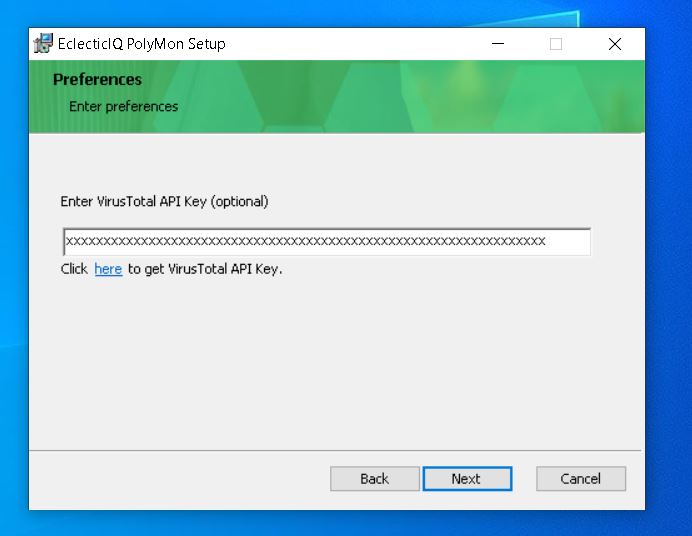 EclecticIQ PolyMon Setup
Preferences
Enter preferences
Enter VirusTotal API Key (optional)
xxxxxxxxxxxxxxxxxxxxxxxxxxxxxxxxxxxxxxxxxxxxxxxxxxxxxxxxxxxxxxxx
Click here to get VirusTotal API Key.
Back Next Cancel